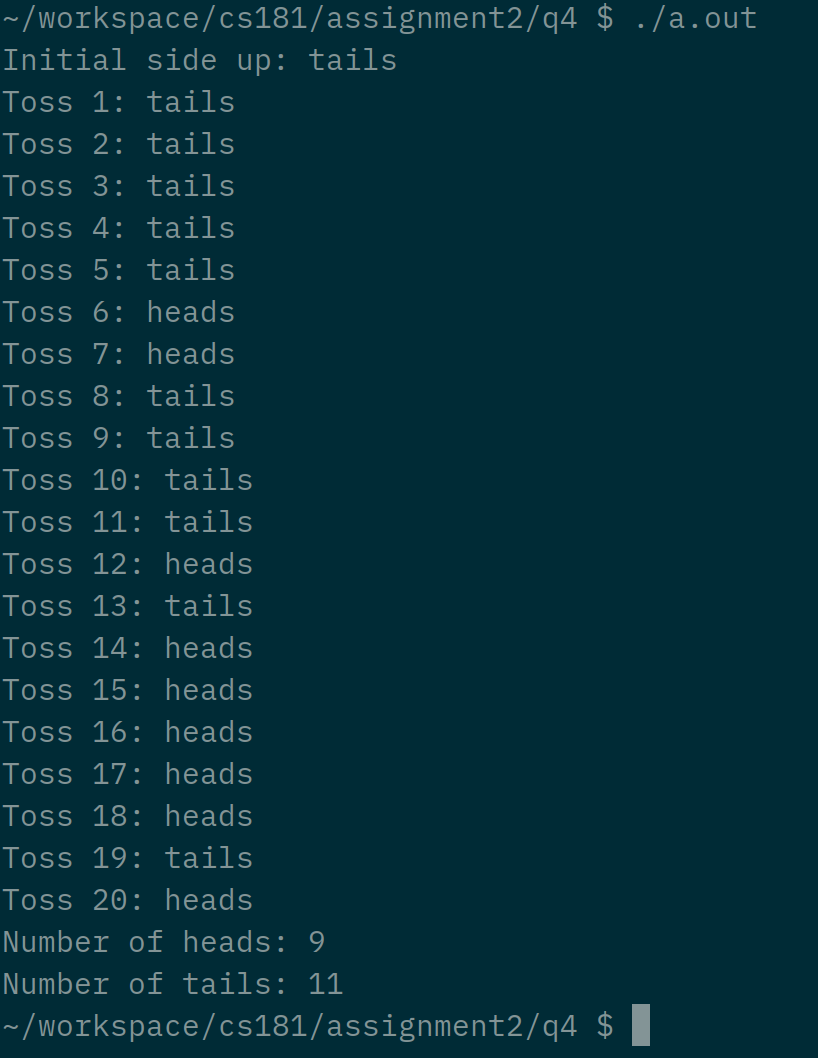 ~/workspace/cs181/assignment2/q4 $ ./a.out
Initial side up: tails
Toss 1: tails
Toss 2: tails
Toss 3: tails
Toss 4: tails
Toss 5: tails
Toss 6: heads
Toss 7: heads
Toss 8: tails
Toss 9: tails
Toss 10: tails
Toss 11: tails
Toss 12: heads
Toss 13: tails
Toss 14: heads
Toss 15: heads
Toss 16: heads
Toss 17: heads
Toss 18: heads
Toss 19: tails
Toss 20: heads
Number of heads: 9
Number of tails: 11
~/workspace/cs181/assignment2/q4 $